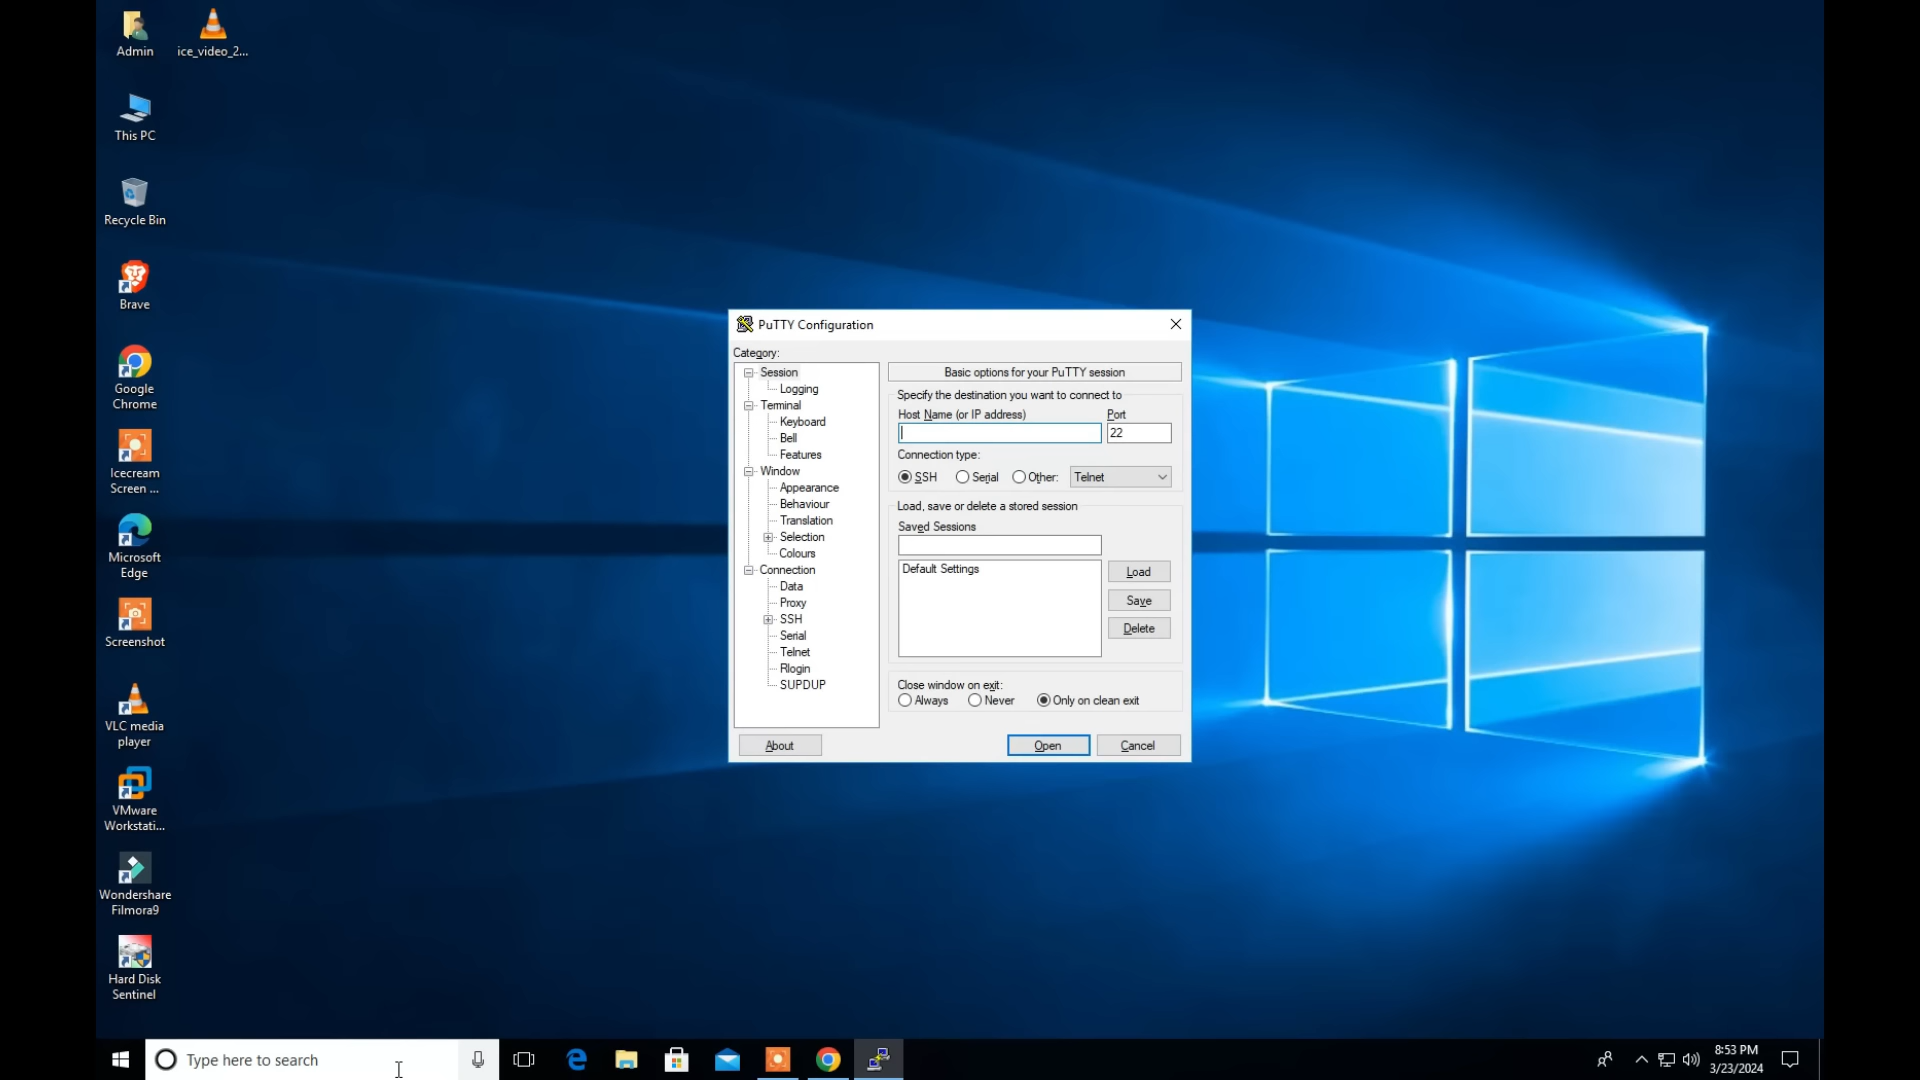 Admin
ice_video_2...
This PC
Recycle Bin
Brave
Google
Chrome
Icecream
Screen ...
Microsoft
Edge
Screenshot
VLC media
player
VMware
Workstati...
Wondershare
Filmora9
Hard Disk
Sentinel
PuTTY Configuration
Category:
Session
Logging
Terminal
Keyboard
Bell
Features
Window
Appearance
Behaviour
Translation
Selection
Colours
Connection
Data
Proxy
SSH
Serial
Telnet
Rlogin
SUPDUP
Basic options for your PuTTY session
Specify the destination you want to connect to
Host Name (or IP address) Port
22
Connection type:
SSH Serial Other: Telnet
Load, save or delete a stored session
Saved Sessions
Default Settings
Load
Save
Delete
Close window on exit:
Always Never Only on clean exit
About Open Cancel
Type here to search
8:53 PM
3/23/2024